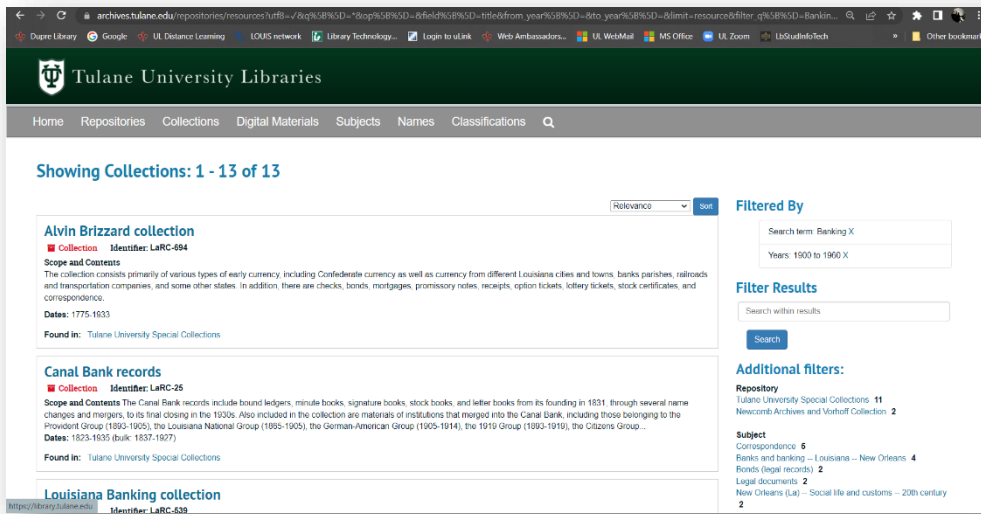 archives.tulane.edu/repositories/resources?utf8=✓&q%5B%5D=*&op%5B%5D=&field%5B%5D=title&from_year%5B%5D=&to_year%5B%5D=&limit=resource&filter_q%5B%5D=Bankin...
Dupre Library Google UL Distance Learning LOUIS network Library Technology... Login to uLink Web Ambassadors... UL WebMail MS Office UL Zoom LbStudInfoTech » Other bookmark
Tulane University Libraries
Home Repositories Collections Digital Materials Subjects Names Classifications
Showing Collections: 1 - 13 of 13
Relevance Sort
Alvin Brizzard collection
Collection Identifier: LaRC-694
Scope and Contents
The collection consists primarily of various types of early currency, including Confederate currency as well as currency from different Louisiana cities and towns, banks parishes, railroads
and transportation companies, and some other states. In addition, there are checks, bonds, mortgages, promissory notes, receipts, option tickets, lottery tickets, stock certificates, and
correspondence.
Dates: 1775-1933
Found in: Tulane University Special Collections
Canal Bank records
Collection Identifier: LaRC-25
Scope and Contents The Canal Bank records include bound ledgers, minute books, signature books, stock books, and letter books from its founding in 1831, through several name
changes and mergers, to its final closing in the 1930s. Also included in the collection are materials of institutions that merged into the Canal Bank, including those belonging to the
Provident Group (1893-1905), the Louisiana National Group (1865-1905), the German-American Group (1905-1914), the 1919 Group (1893-1919), the Citizens Group...
Dates: 1823-1935 (bulk: 1837-1927)
Found in: Tulane University Special Collections
Louisiana Banking collection
Identifier: LaRC-539
https://library.tulane.edu
Filtered By
Search term: Banking X
Years: 1900 to 1960 X
Filter Results
Search within results
Search
Additional filters:
Repository
Tulane University Special Collections 11
Newcomb Archives and Vorhoff Collection 2
Subject
Correspondence 5
Banks and banking -- Louisiana -- New Orleans 4
Bonds (legal records) 2
Legal documents 2
New Orleans (La) -- Social life and customs -- 20th century
2